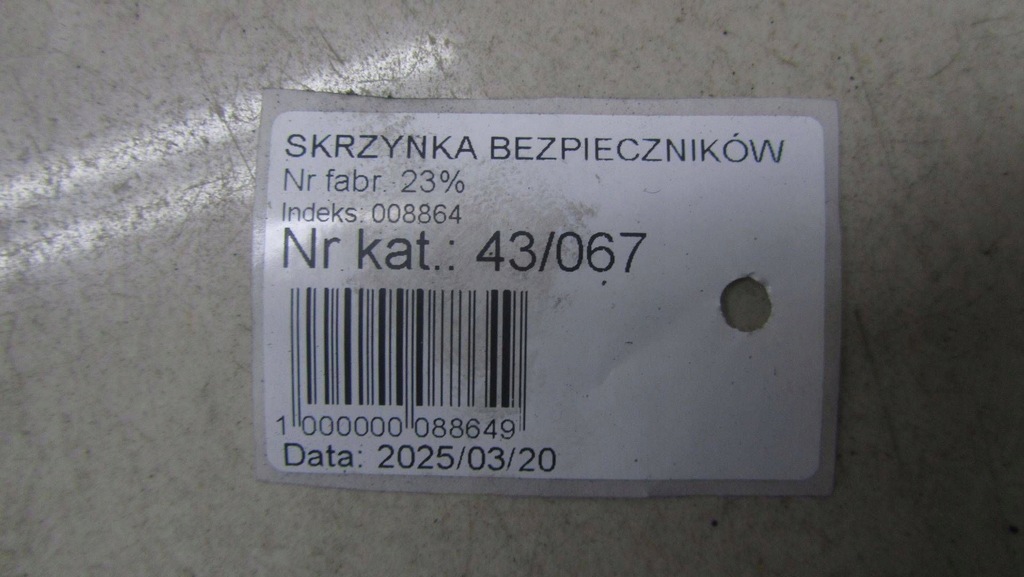 SKRZYNKA BEZPIECZNIKÓW
Nr fabr. 23%
Indeks: 008864
Nr kat.: 43/067
1 000000 088649
Data: 2025/03/20